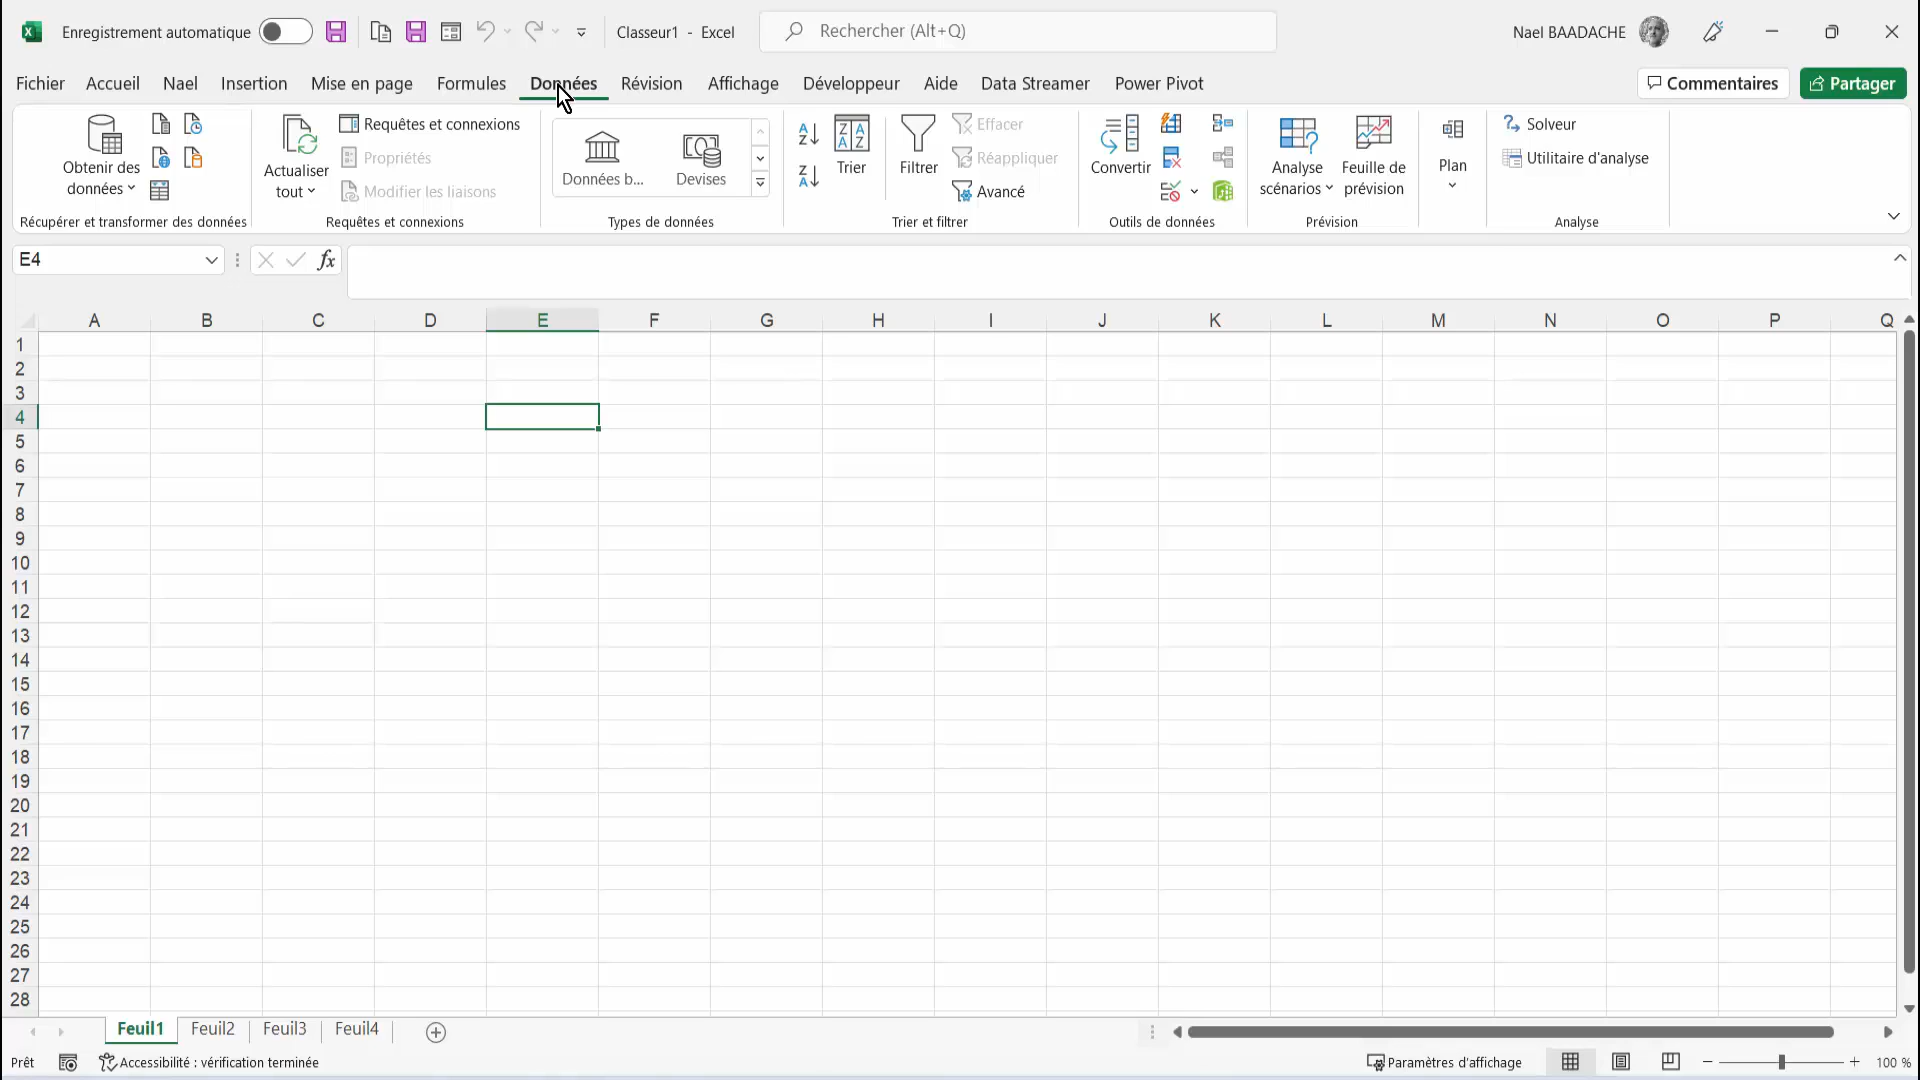 Enregistrement automatique Classeur1 - Excel Rechercher (Alt+Q) Nael BAADACHE
Fichier Accueil Nael Insertion Mise en page Formules Données Révision Affichage Développeur Aide Data Streamer Power Pivot Commentaires Partager
Obtenir des
données
Récupérer et transformer des données
Actualiser
tout
Requêtes et connexions
Propriétés
Modifier les liaisons
Requêtes et connexions
Données b... Devises
Types de données
Trier
Filtrer
Effacer
Réappliquer
Avancé
Trier et filtrer
Convertir
Outils de données
Analyse
scénarios
Feuille de
prévision
Prévision
Plan
Solveur
Utilitaire d'analyse
Analyse
E4 fx
A B C D E F G H I J K L M N O P Q
1
2
3
4
5
6
7
8
9
10
11
12
13
14
15
16
17
18
19
20
21
22
23
24
25
26
27
28
Feuil1 Feuil2 Feuil3 Feuil4
Prêt Accessibilité : vérification terminée Paramètres d'affichage 100 %